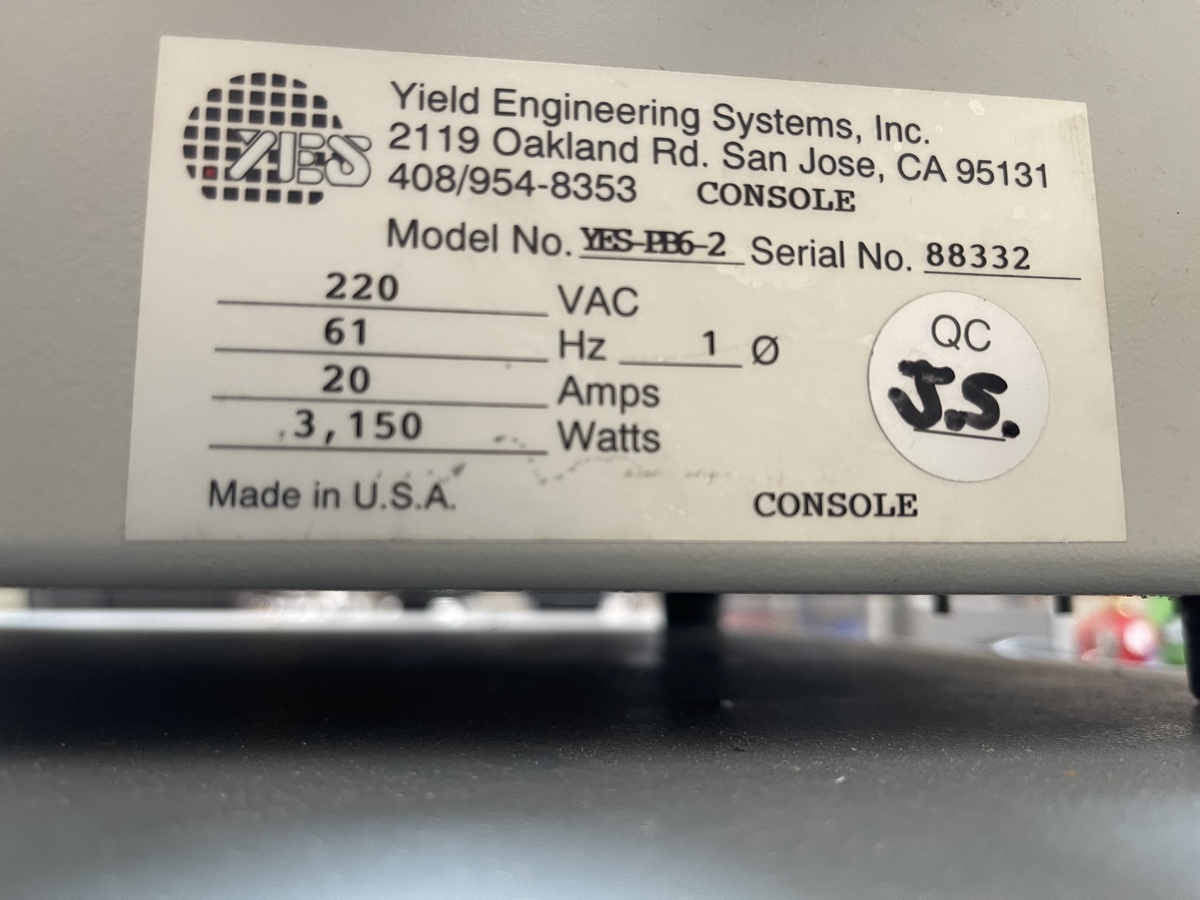 YES
Yield Engineering Systems, Inc.
2119 Oakland Rd. San Jose, CA 95131
408/954-8353 CONSOLE
Model No. YES-PB6-2 Serial No. 88332
220 VAC
61 Hz 1 Ø
20 Amps
3,150 Watts
QC
J.S.
Made in U.S.A. CONSOLE